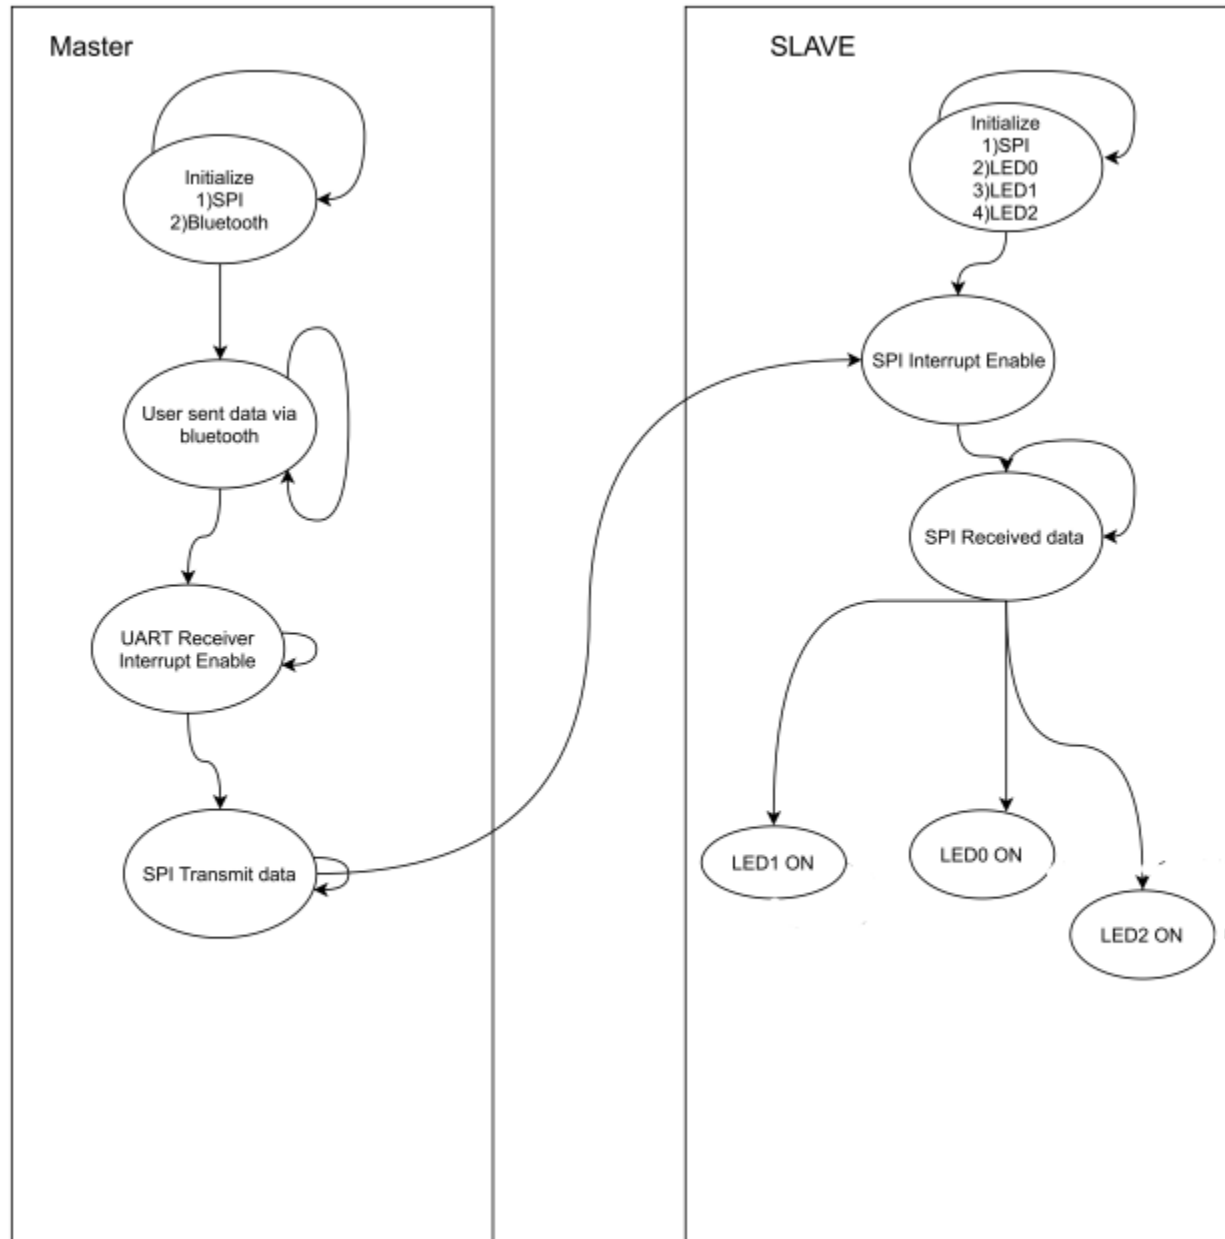 Master
Initialize
1)SPI
2)Bluetooth
User sent data via
bluetooth
UART Receiver
Interrupt Enable
SPI Transmit data
SLAVE
Initialize
1)SPI
2)LED0
3)LED1
4)LED2
SPI Interrupt Enable
SPI Received data
LED1 ON
LED0 ON
LED2 ON